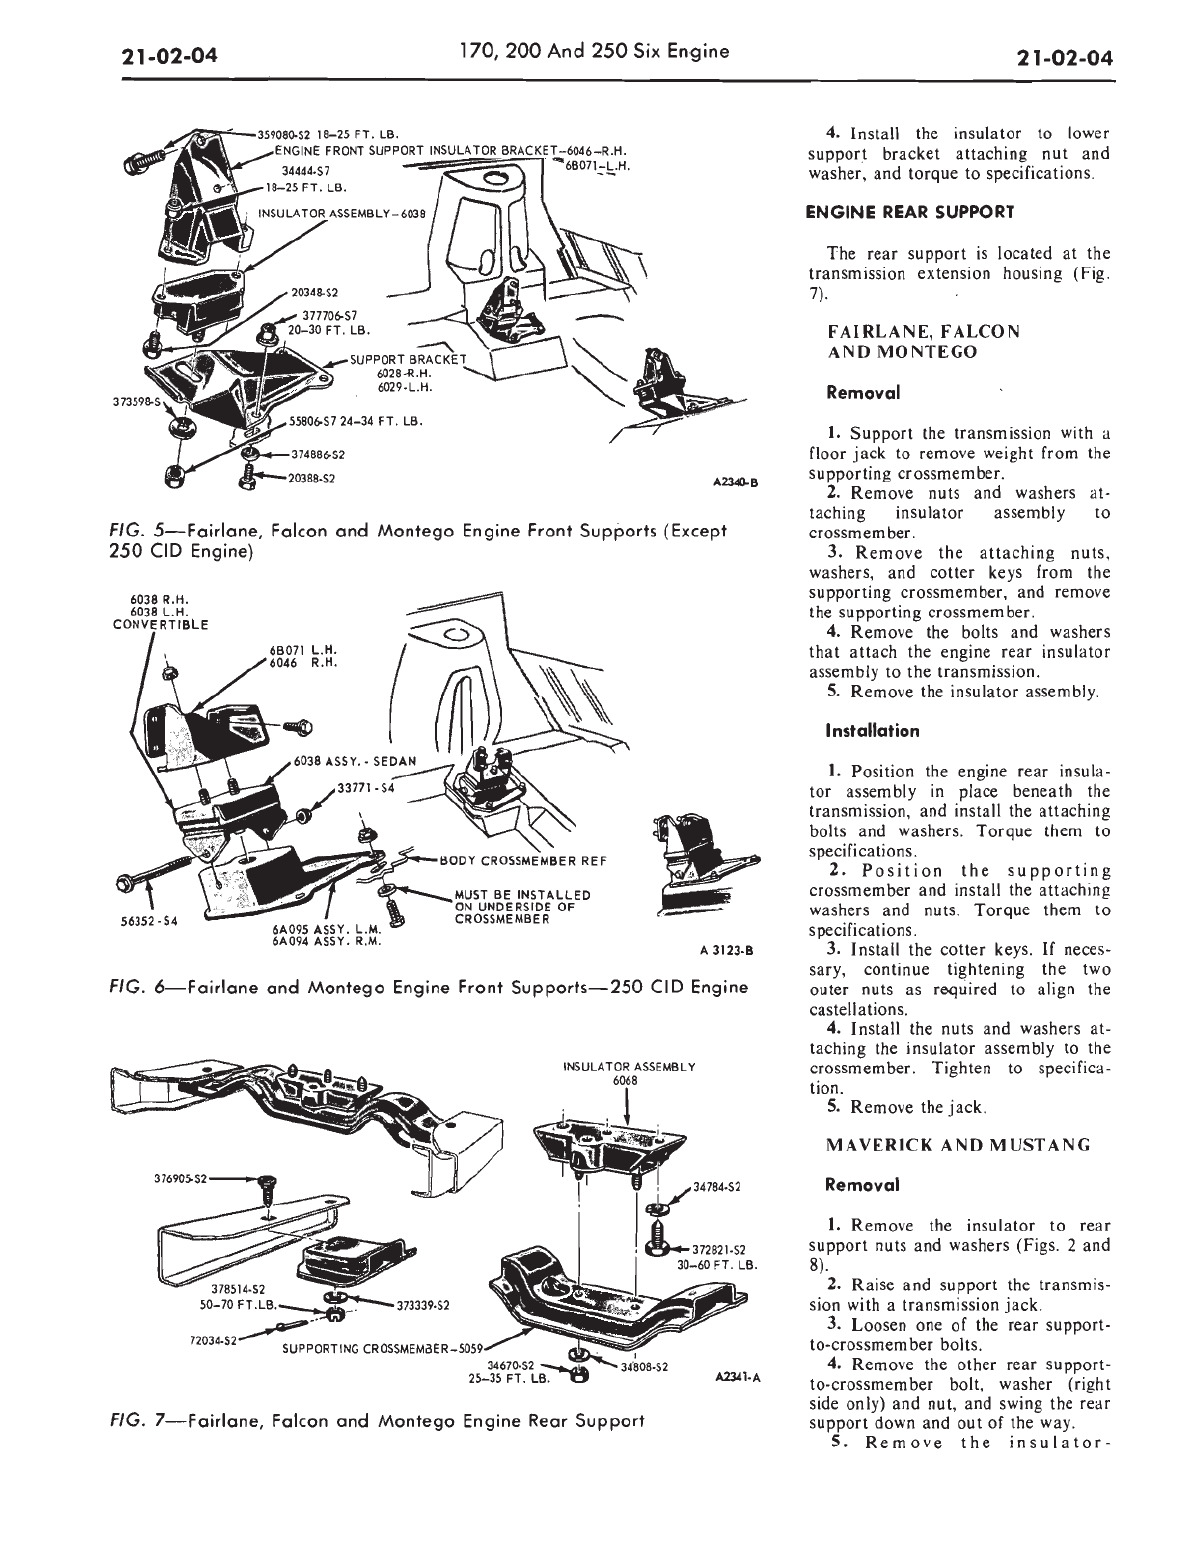 21-02-04
170, 200 And 250 Six Engine
21-02-04
359080-S2 18–25 FT. LB.
ENGINE FRONT SUPPORT INSULATOR BRACKET–6046–R.H.
6B071–L.H.
34444-S7
18–25 FT. LB.
INSULATOR ASSEMBLY–6038
20348-S2
377706-S7
20–30 FT. LB.
SUPPORT BRACKET
6028-R.H.
6029-L.H.
373598-S
55806-S7 24–34 FT. LB.
374886-S2
20388-S2
A2340-B
FIG. 5—Fairlane, Falcon and Montego Engine Front Supports (Except
250 CID Engine)
6038 R.H.
6038 L.H.
CONVERTIBLE
6B071 L.H.
6046 R.H.
6038 ASSY. - SEDAN
33771 - S4
BODY CROSSMEMBER REF
MUST BE INSTALLED
ON UNDERSIDE OF
CROSSMEMBER
56352 - S4
6A095 ASSY. L.M.
6A094 ASSY. R.M.
A 3123-B
FIG. 6—Fairlane and Montego Engine Front Supports—250 CID Engine
INSULATOR ASSEMBLY
6068
376905-S2
34784-S2
372821-S2
30–60 FT. LB.
378514-S2
50–70 FT.LB.
373339-S2
72034-S2
SUPPORTING CROSSMEMBER–5059
34670-S2
25–35 FT. LB.
34808-S2
A2341-A
FIG. 7—Fairlane, Falcon and Montego Engine Rear Support
4. Install the insulator to lower
support bracket attaching nut and
washer, and torque to specifications.
ENGINE REAR SUPPORT
The rear support is located at the
transmission extension housing (Fig.
7).
FAIRLANE, FALCON
AND MONTEGO
Removal
1. Support the transmission with a
floor jack to remove weight from the
supporting crossmember.
2. Remove nuts and washers at-
taching insulator assembly to
crossmember.
3. Remove the attaching nuts,
washers, and cotter keys from the
supporting crossmember, and remove
the supporting crossmember.
4. Remove the bolts and washers
that attach the engine rear insulator
assembly to the transmission.
5. Remove the insulator assembly.
Installation
1. Position the engine rear insula-
tor assembly in place beneath the
transmission, and install the attaching
bolts and washers. Torque them to
specifications.
2. Position the supporting
crossmember and install the attaching
washers and nuts. Torque them to
specifications.
3. Install the cotter keys. If neces-
sary, continue tightening the two
outer nuts as required to align the
castellations.
4. Install the nuts and washers at-
taching the insulator assembly to the
crossmember. Tighten to specifica-
tion.
5. Remove the jack.
MAVERICK AND MUSTANG
Removal
1. Remove the insulator to rear
support nuts and washers (Figs. 2 and
8).
2. Raise and support the transmis-
sion with a transmission jack.
3. Loosen one of the rear support-
to-crossmember bolts.
4. Remove the other rear support-
to-crossmember bolt, washer (right
side only) and nut, and swing the rear
support down and out of the way.
5. Remove the insulator-